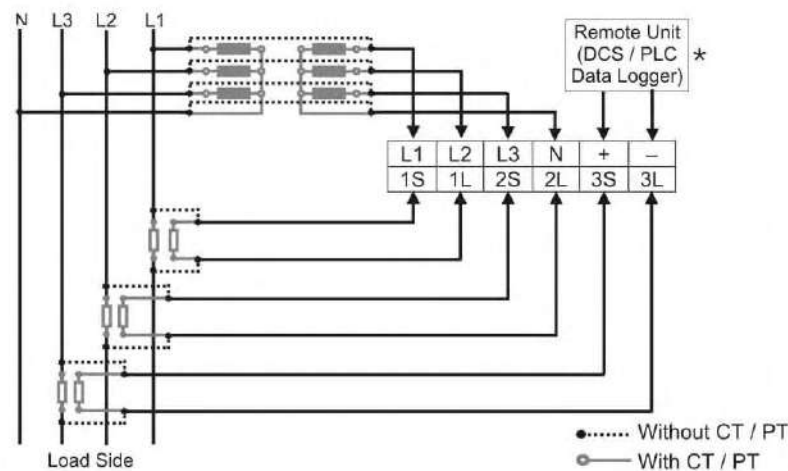 N L3 L2 L1
Remote Unit
(DCS / PLC
Data Logger) *
L1 L2 L3 N + –
1S 1L 2S 2L 3S 3L
Without CT / PT
With CT / PT
Load Side